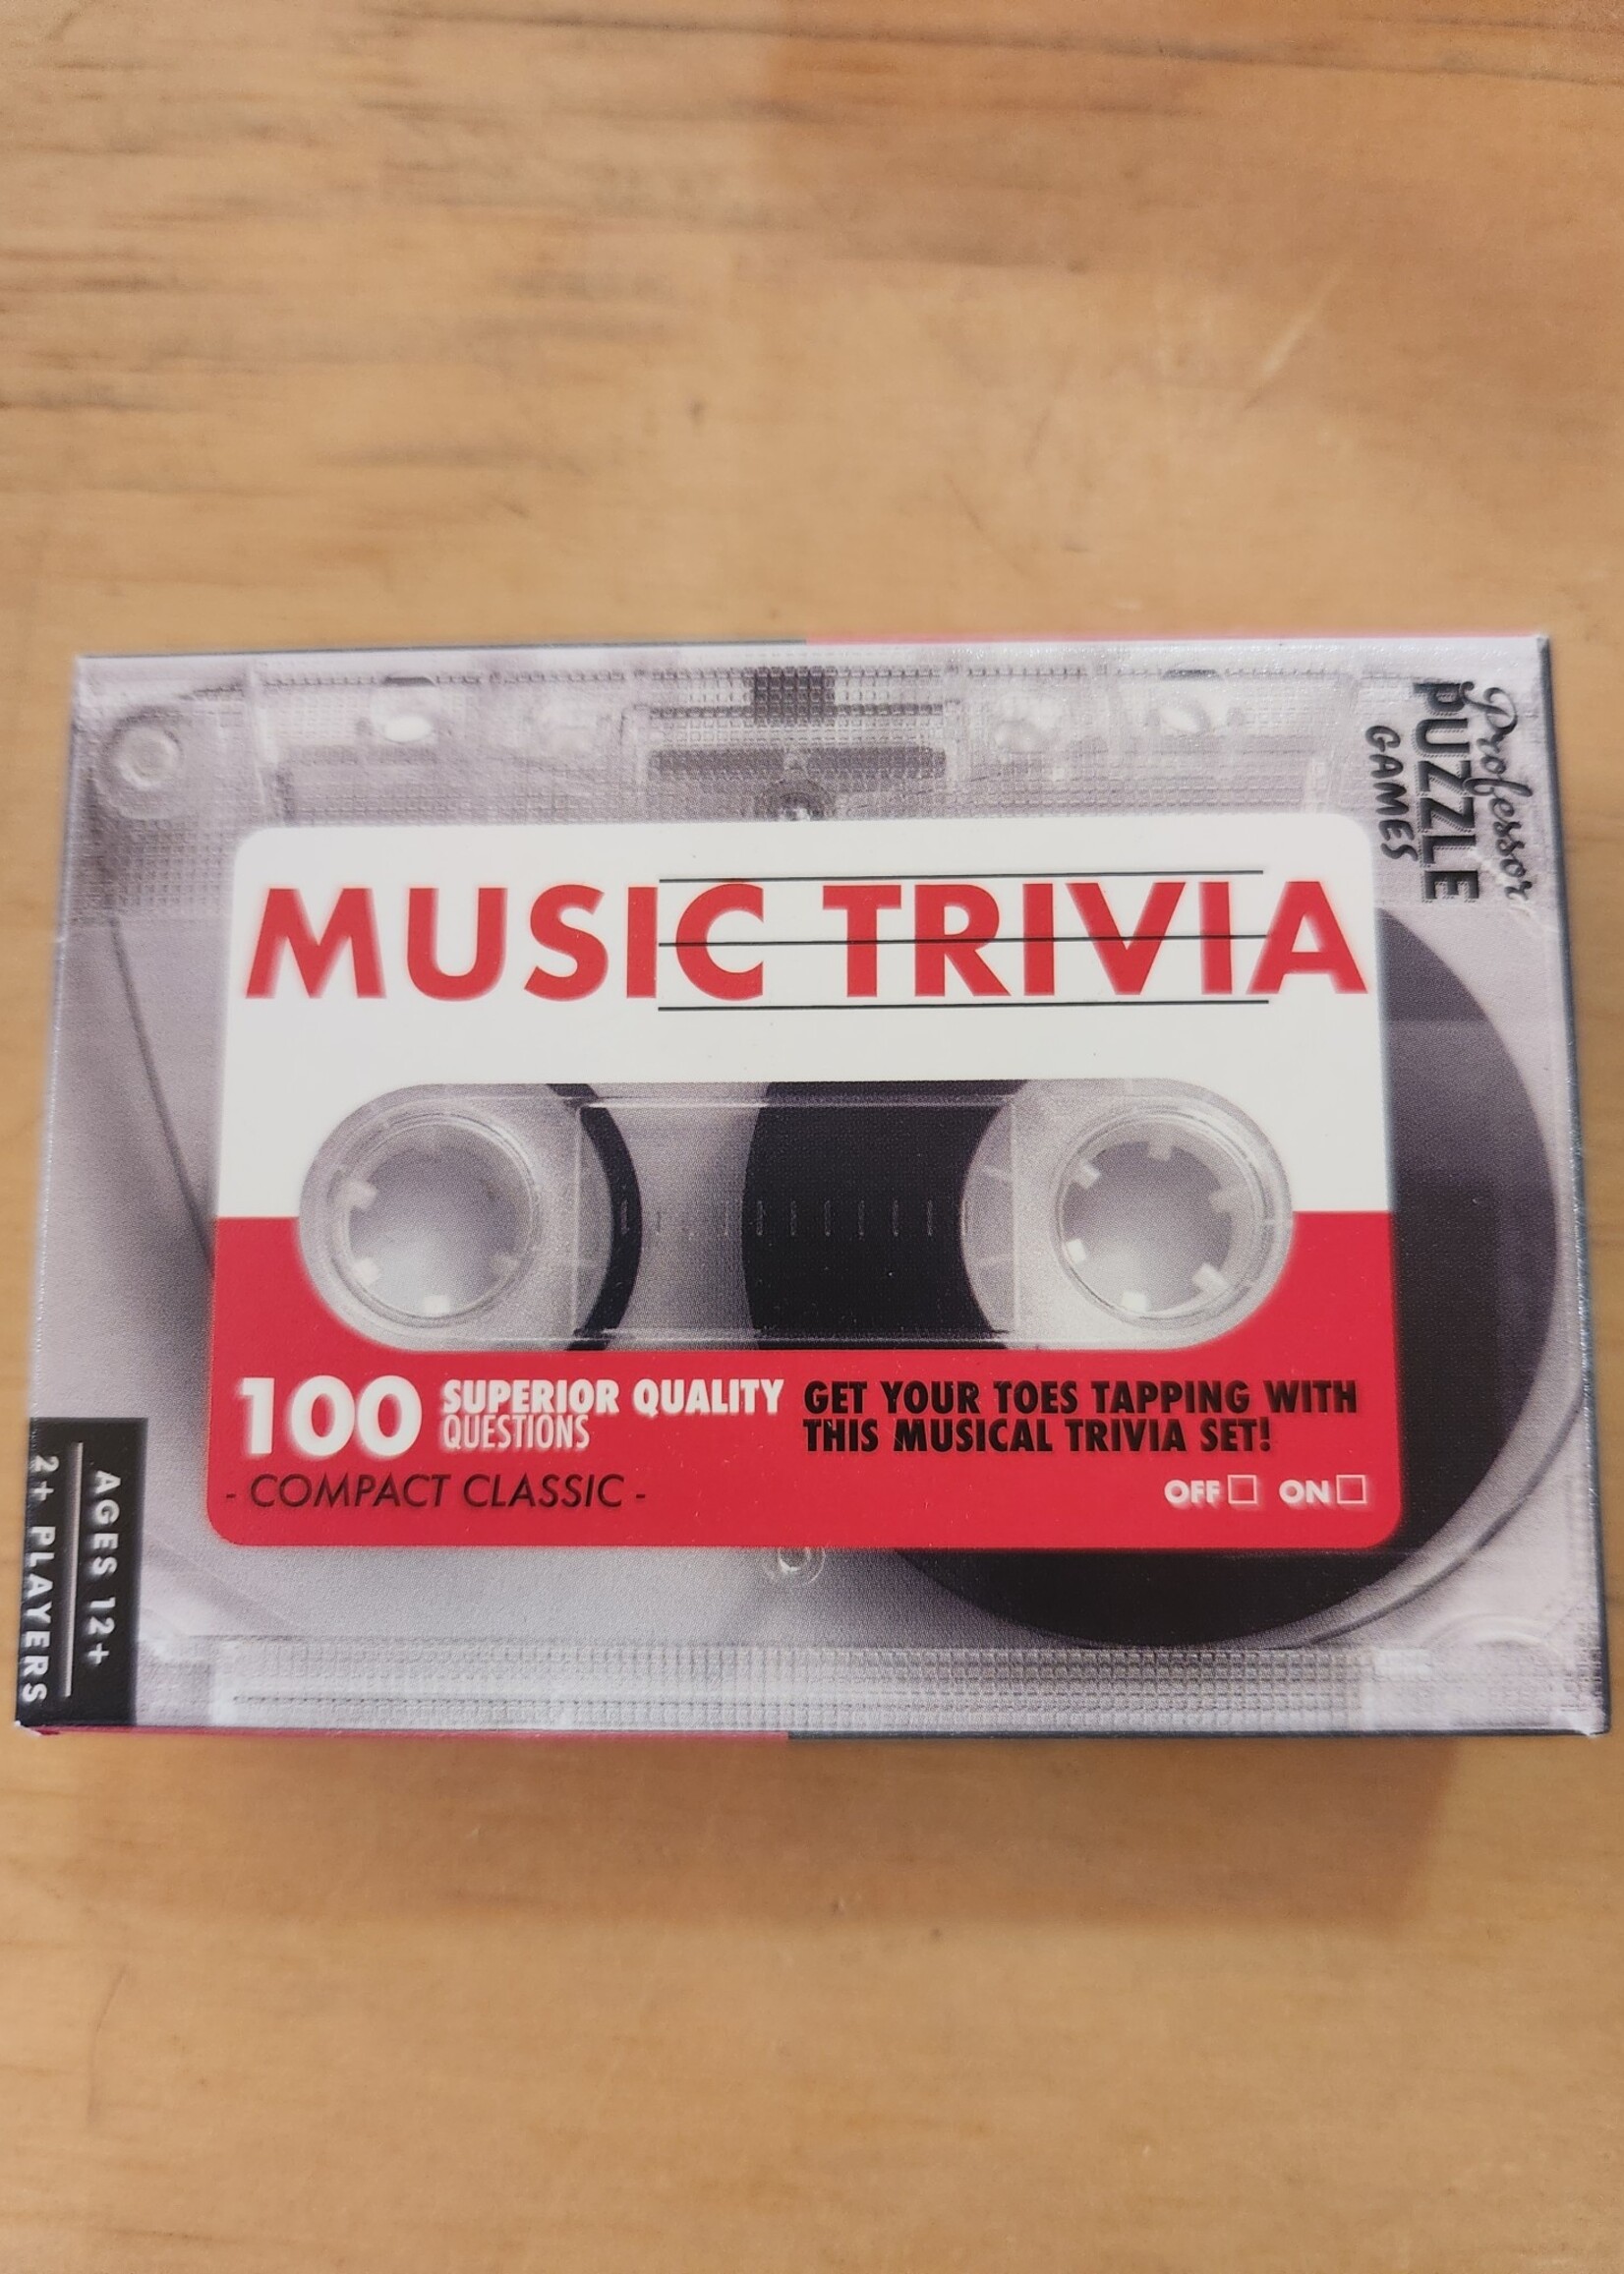 Professor
PUZZLE
GAMES
MUSIC TRIVIA
100 SUPERIOR QUALITY
QUESTIONS
GET YOUR TOES TAPPING WITH
THIS MUSICAL TRIVIA SET!
- COMPACT CLASSIC -
OFF ON
AGES 12+
2+ PLAYERS